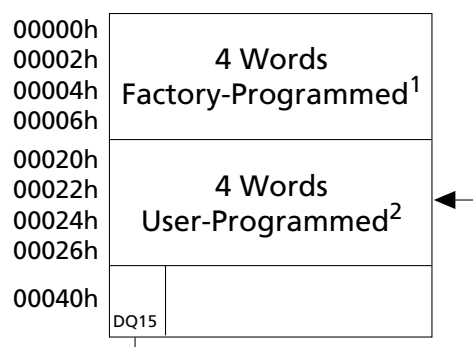 00000h
00002h
00004h
00006h
4 Words
Factory-Programmed1
00020h
00022h
00024h
00026h
4 Words
User-Programmed2
00040h
DQ15